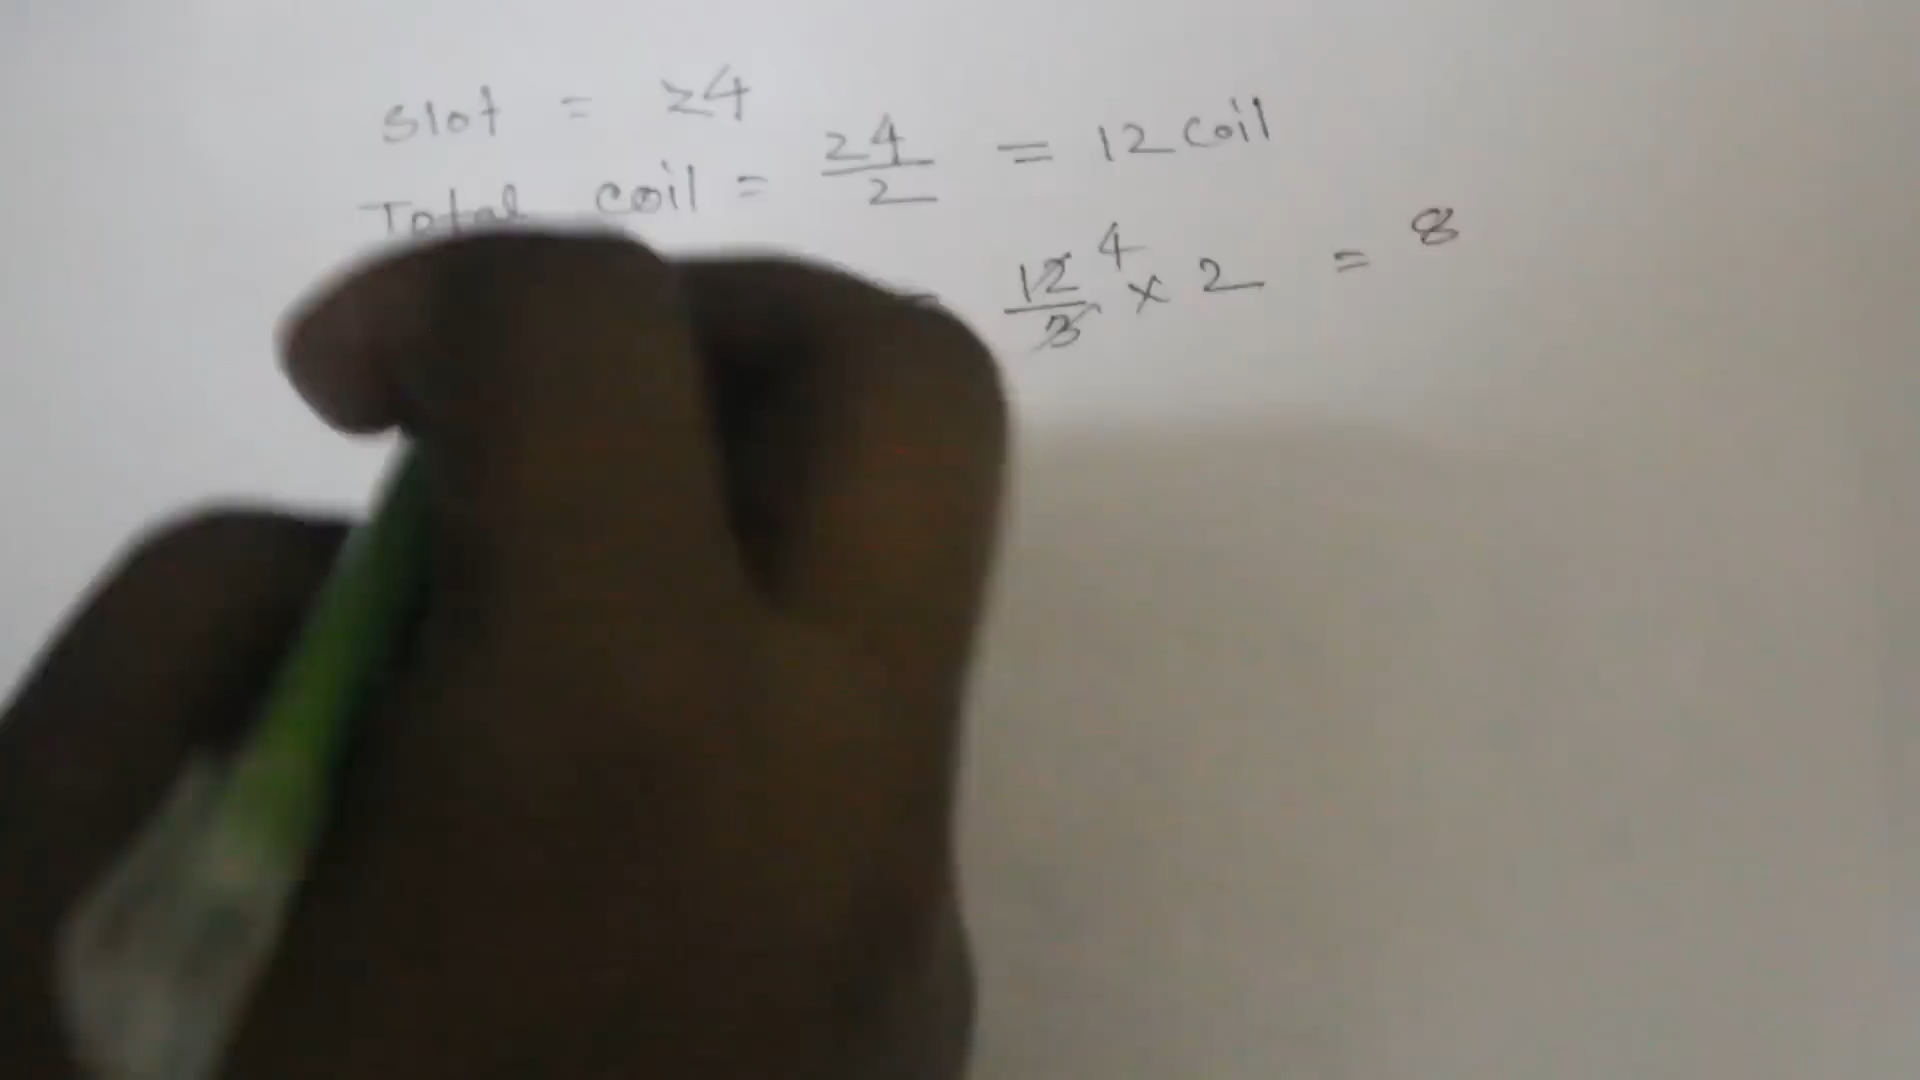 Slot = 24
Total coil = 24/2 = 12 coil
12/3 4 × 2 = 8